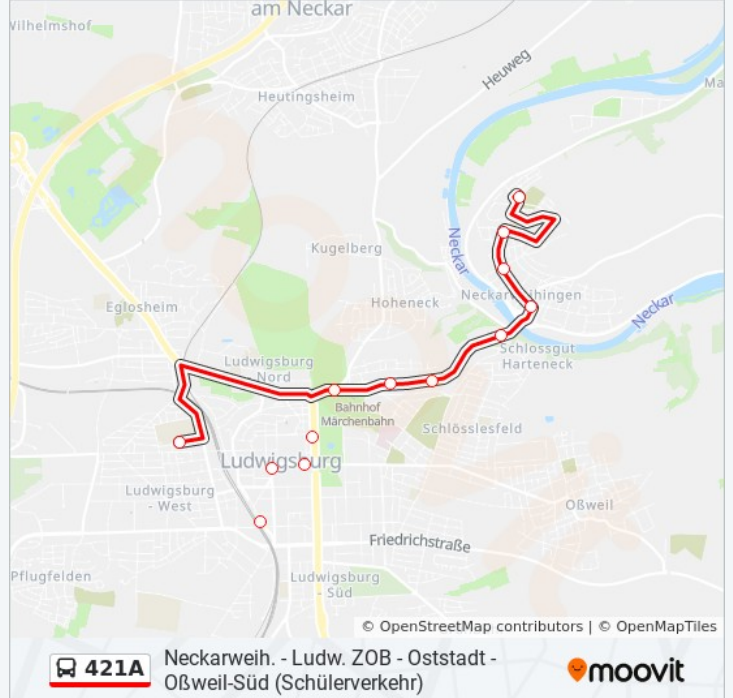 am Neckar
Wilhelmshof
Heuweg
Heutingsheim
Ma
Kugelberg
Neckar
Hoheneck
Neckarweihingen
Neckar
Eglosheim
Schlossgut
Harteneck
Ludwigsburg
Nord
Bahnhof
Märchenbahn
Schlösslesfeld
Ludwigsburg
Ludwigsburg
- West
Oßweil
Friedrichstraße
Pflugfelden
Ludwigsburg
- Süd
© OpenStreetMap contributors | © OpenMapTiles
421A
Neckarweih. - Ludw. ZOB - Oststadt -
Oßweil-Süd (Schülerverkehr)
moovit